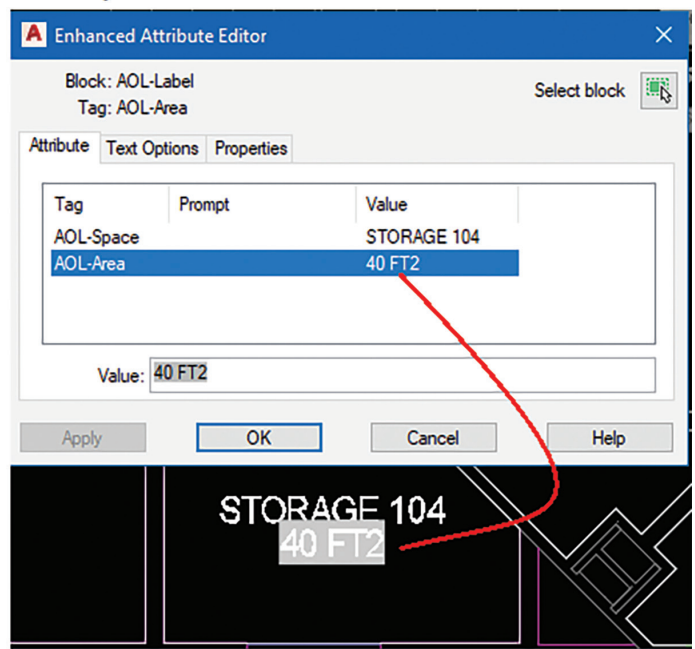 A Enhanced Attribute Editor
Block: AOL-Label
Select block
Tag: AOL-Area
Attribute Text Options Properties
Tag Prompt Value
AOL-Space STORAGE 104
AOL-Area 40 FT2
Value: 40 FT2
Apply OK Cancel Help
STORAGE 104
40 FT2